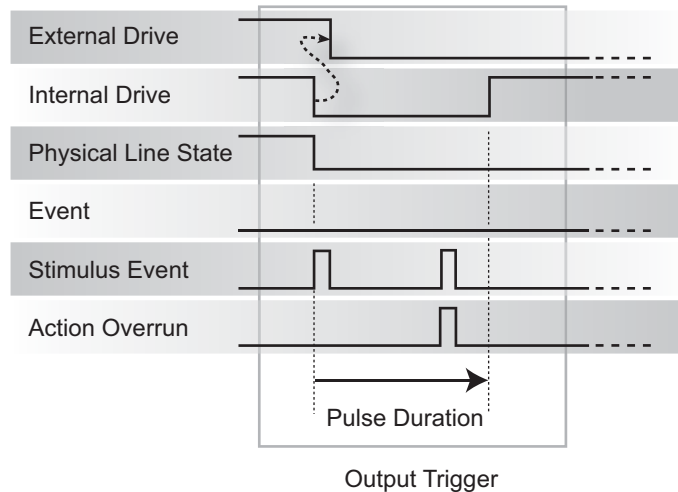 External Drive
Internal Drive
Physical Line State
Event
Stimulus Event
Action Overrun
Pulse Duration
Output Trigger